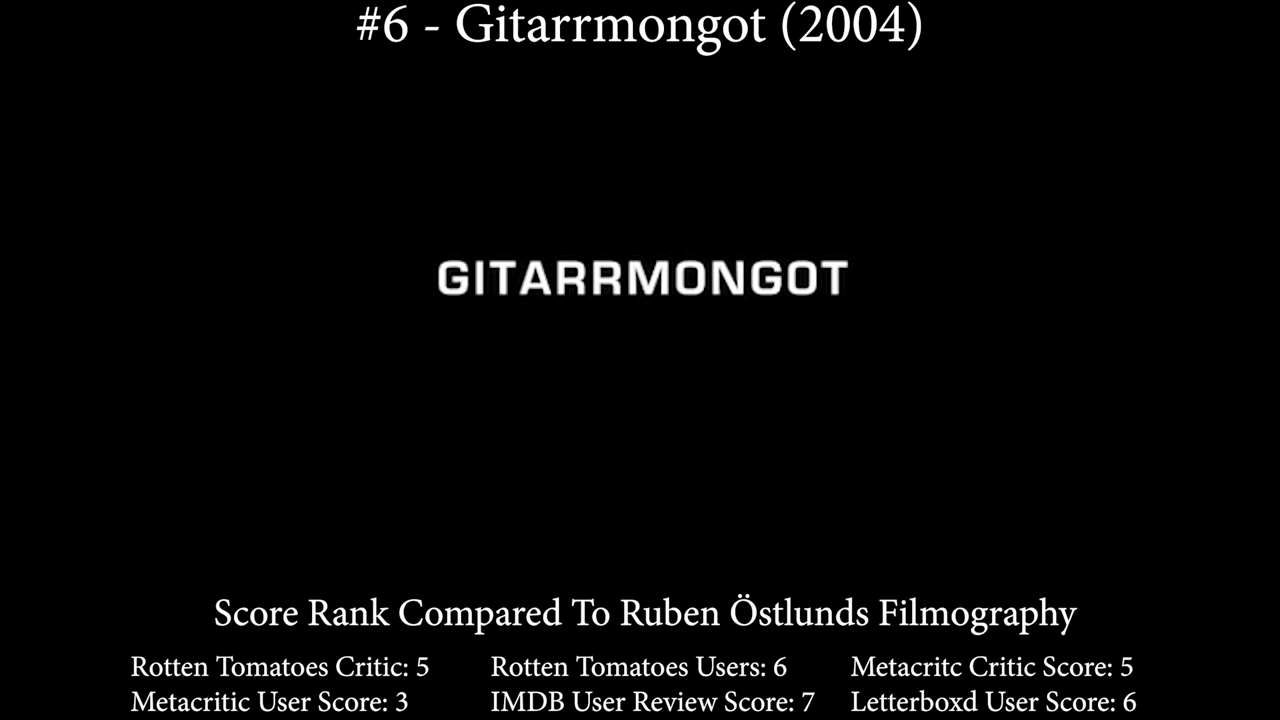 #6 - Gitarrmongot (2004)
GITARRMONGOT
Score Rank Compared To Ruben Östlunds Filmography
Rotten Tomatoes Critic: 5 Rotten Tomatoes Users: 6 Metacritc Critic Score: 5
Metacritic User Score: 3 IMDB User Review Score: 7 Letterboxd User Score: 6